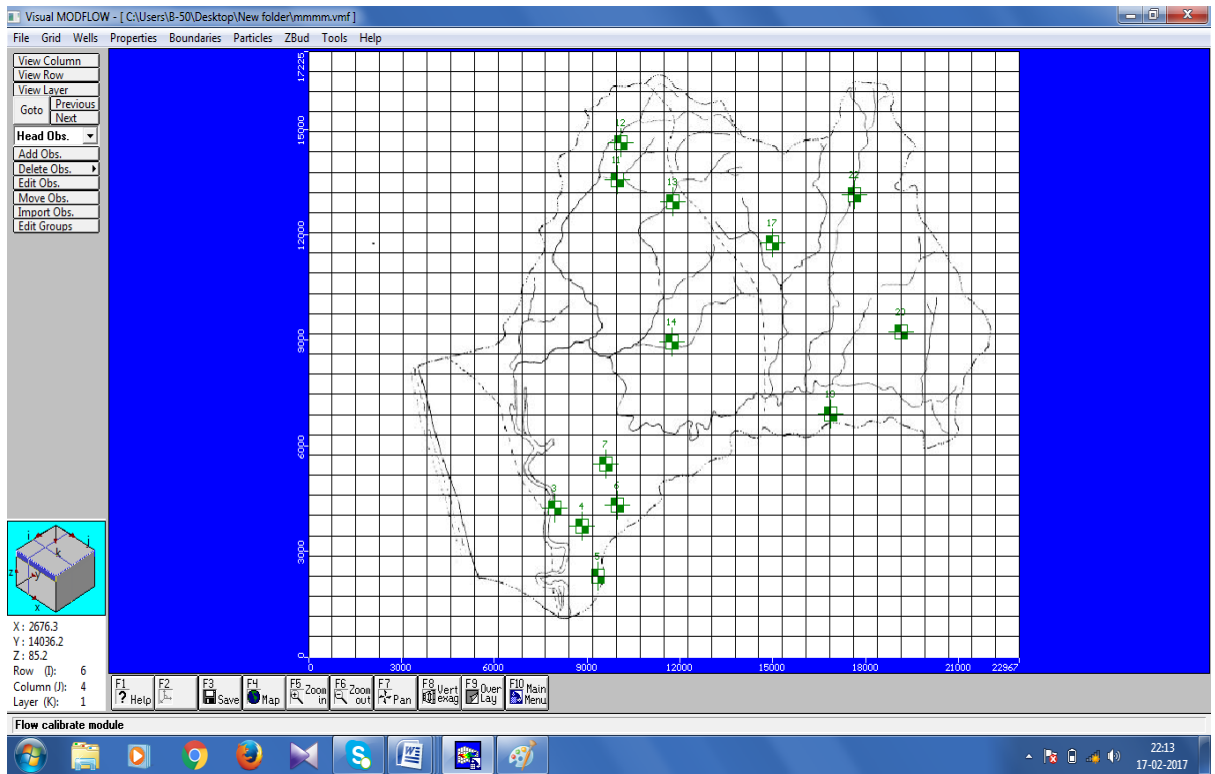 Visual MODFLOW - [ C:\Users\B-50\Desktop\New folder\mmmm.vmf ]
File Grid Wells Properties Boundaries Particles ZBud Tools Help
View Column
View Row
View Layer
Goto Previous
Next
Head Obs.
Add Obs.
Delete Obs.
Edit Obs.
Move Obs.
Import Obs.
Edit Groups
17225
15000
12000
9000
6000
3000
0
12
11
13
22
17
14
20
7
3
4
6
5
i
j
k
z
y
x
0 3000 6000 9000 12000 15000 18000 21000 22967
X : 2676.3
Y : 14036.2
Z : 85.2
Row (I): 6
Column (J): 4
Layer (K): 1
F1 ? Help
F2
F3 Save
F4 Map
F5 Zoom in
F6 Zoom out
F7 Pan
F8 Vert exag
F9 Over Lay
F10 Main Menu
Flow calibrate module
22:13
17-02-2017